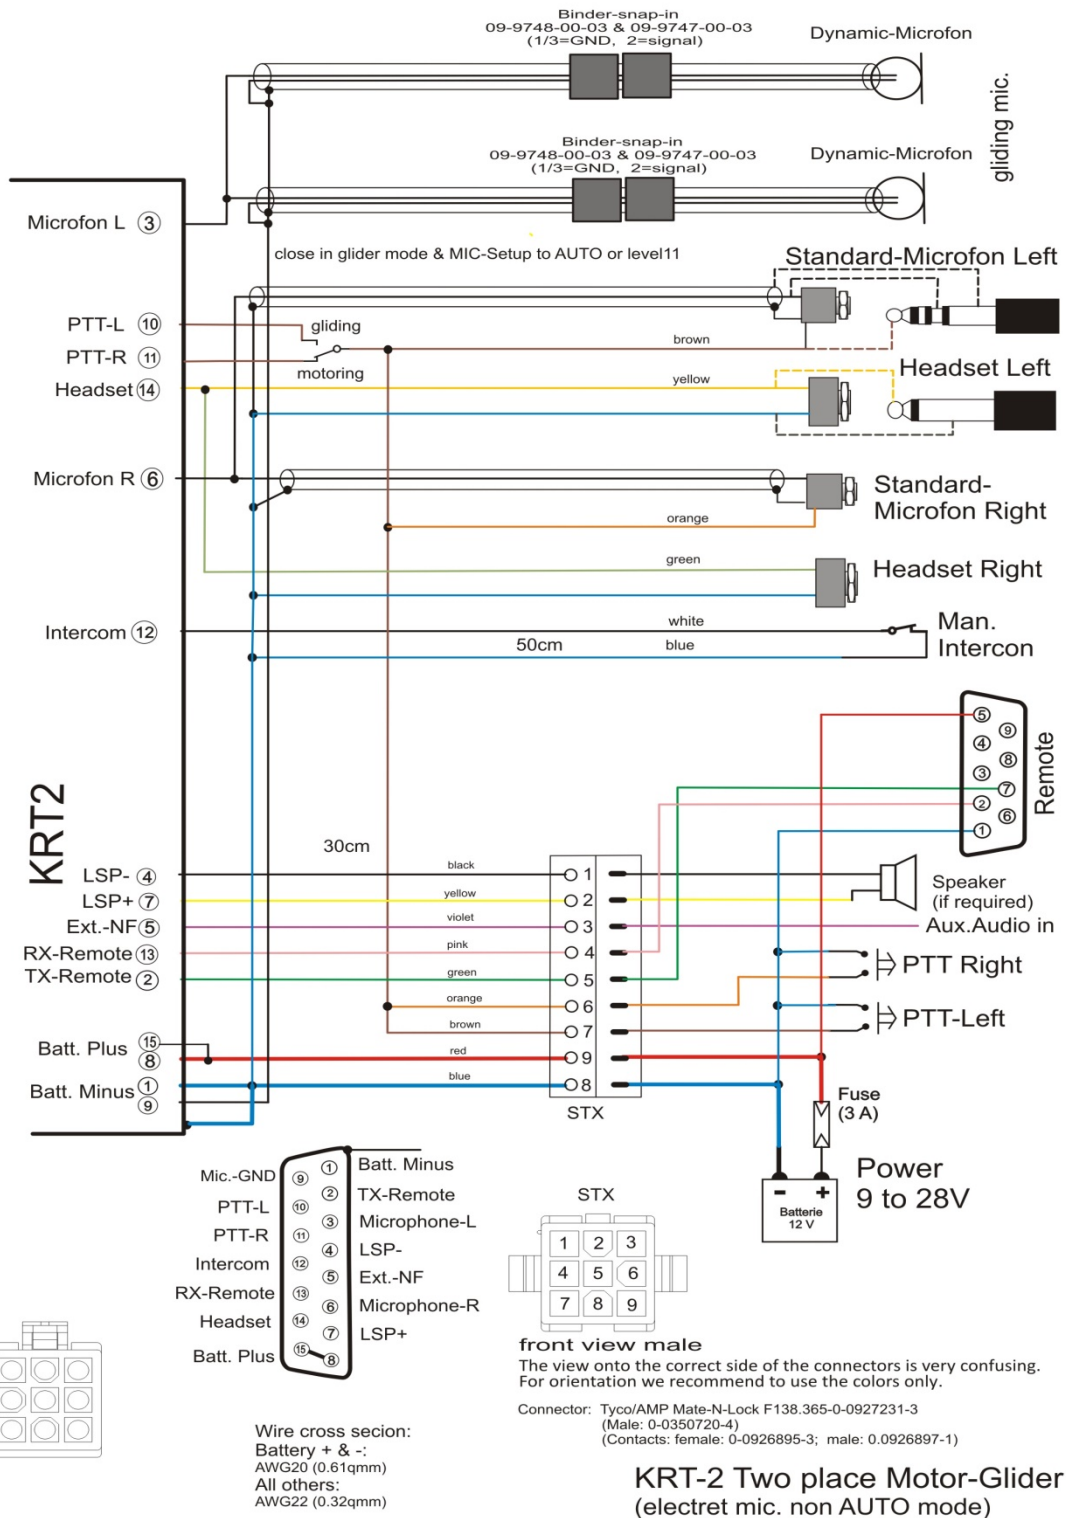 Binder-snap-in
09-9748-00-03 & 09-9747-00-03
(1/3=GND, 2=signal)
Dynamic-Microfon
gliding mic.
Binder-snap-in
09-9748-00-03 & 09-9747-00-03
(1/3=GND, 2=signal)
Dynamic-Microfon
Microfon L 3
close in glider mode & MIC-Setup to AUTO or level11
Standard-Microfon Left
PTT-L 10
gliding
brown
PTT-R 11
motoring
Headset 14
yellow
Headset Left
Microfon R 6
Standard-
Microfon Right
orange
green
Headset Right
Intercom 12
white
50cm
blue
Man.
Intercon
5
9
4
8
3
7
2
6
1
Remote
KRT2
30cm
LSP- 4
black
1
LSP+ 7
yellow
2
Ext.-NF 5
violet
3
RX-Remote 13
pink
4
TX-Remote 2
green
5
orange
6
brown
7
Batt. Plus 15
8
red
9
Batt. Minus 1
9
blue
8
STX
Speaker
(if required)
Aux.Audio in
PTT Right
PTT-Left
Fuse
(3 A)
Power
9 to 28V
- +
Batterie
12 V
Mic.-GND 9
PTT-L 10
PTT-R 11
Intercom 12
RX-Remote 13
Headset 14
Batt. Plus 15
1 Batt. Minus
2 TX-Remote
3 Microphone-L
4 LSP-
5 Ext.-NF
6 Microphone-R
7 LSP+
8
STX
1 2 3
4 5 6
7 8 9
front view male
The view onto the correct side of the connectors is very confusing.
For orientation we recommend to use the colors only.
Connector: Tyco/AMP Mate-N-Lock F138.365-0-0927231-3
(Male: 0-0350720-4)
(Contacts: female: 0-0926895-3; male: 0.0926897-1)
Wire cross secion:
Battery + & -:
AWG20 (0.61qmm)
All others:
AWG22 (0.32qmm)
KRT-2 Two place Motor-Glider
(electret mic. non AUTO mode)